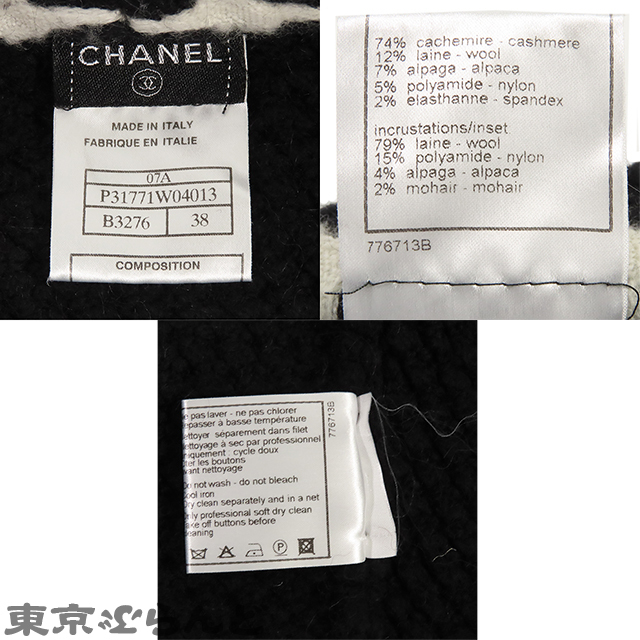 CHANEL
MADE IN ITALY
FABRIQUE EN ITALIE
07A
P31771W04013
B3276 38
COMPOSITION
74% cachemire - cashmere
12% laine - wool
7% alpaga - alpaca
5% polyamide - nylon
2% elasthanne - spandex
incrustations/inset
79% laine - wool
15% polyamide - nylon
4% alpaga - alpaca
2% mohair - mohair
776713B
ne pas laver - ne pas chlorer
repasser à basse température
nettoyer séparement dans filet
nettoyage à sec par professionnel
uniquement : cycle doux
ôter les boutons
avant nettoyage
Do not wash - do not bleach
Cool iron
Dry clean separately and in a net
Only professional soft dry clean
take off buttons before
cleaning
776713B
P
東京ぶらんど